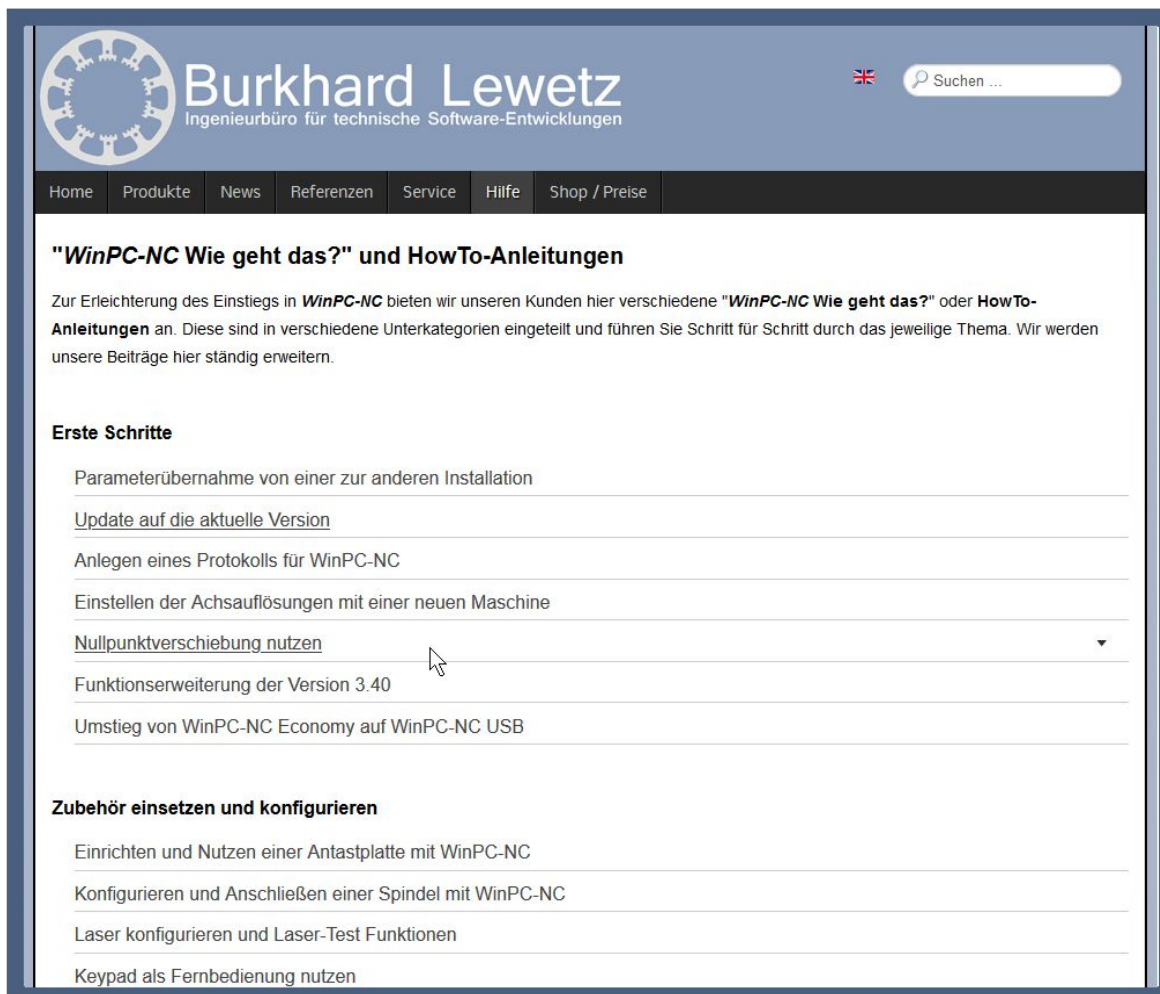 Burkhard Lewetz
Ingenieurbüro für technische Software-Entwicklungen
Suchen ...
Home Produkte News Referenzen Service Hilfe Shop / Preise
"WinPC-NC Wie geht das?" und HowTo-Anleitungen
Zur Erleichterung des Einstiegs in WinPC-NC bieten wir unseren Kunden hier verschiedene "WinPC-NC Wie geht das?" oder HowTo-
Anleitungen an. Diese sind in verschiedene Unterkategorien eingeteilt und führen Sie Schritt für Schritt durch das jeweilige Thema. Wir werden
unsere Beiträge hier ständig erweitern.
Erste Schritte
Parameterübernahme von einer zur anderen Installation
Update auf die aktuelle Version
Anlegen eines Protokolls für WinPC-NC
Einstellen der Achsauflösungen mit einer neuen Maschine
Nullpunktverschiebung nutzen
Funktionserweiterung der Version 3.40
Umstieg von WinPC-NC Economy auf WinPC-NC USB
Zubehör einsetzen und konfigurieren
Einrichten und Nutzen einer Antastplatte mit WinPC-NC
Konfigurieren und Anschließen einer Spindel mit WinPC-NC
Laser konfigurieren und Laser-Test Funktionen
Keypad als Fernbedienung nutzen